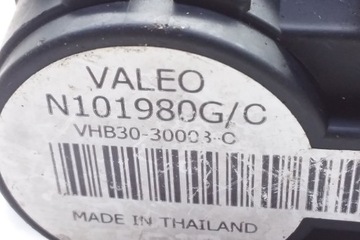 VALEO
N101980G/C
VHB30-30003-C
MADE IN THAILAND